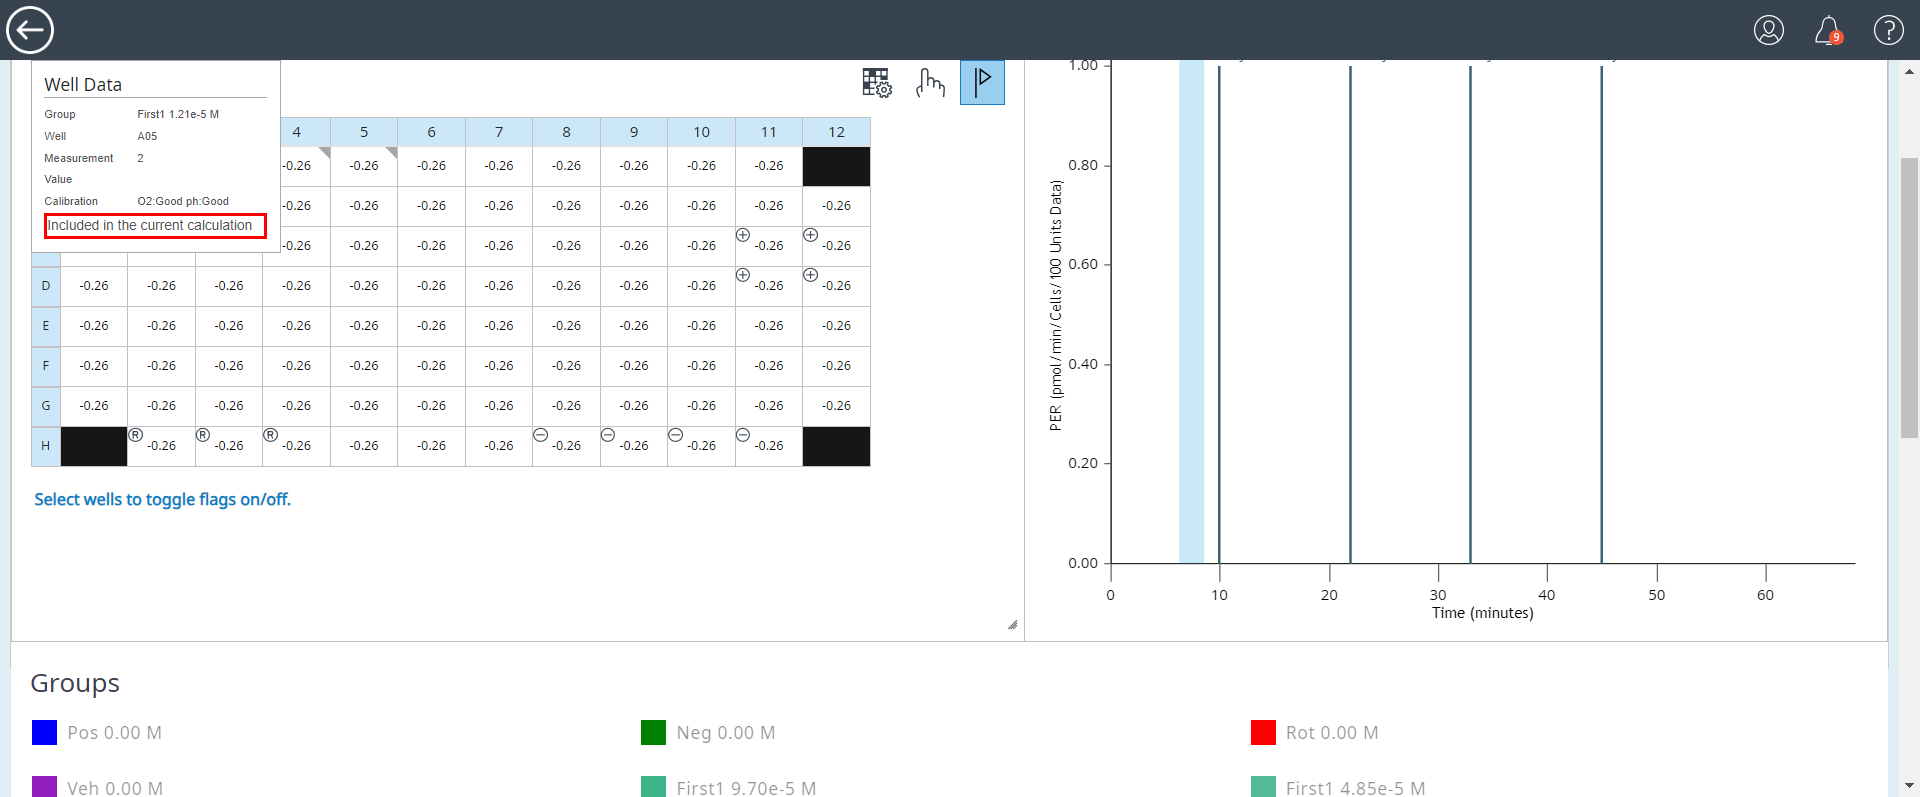 9
?
Well Data
Group First1 1.21e-5 M
Well A05
Measurement 2
Value
Calibration O2:Good ph:Good
Included in the current calculation
4 5 6 7 8 9 10 11 12
-0.26 -0.26 -0.26 -0.26 -0.26 -0.26 -0.26 -0.26
-0.26 -0.26 -0.26 -0.26 -0.26 -0.26 -0.26 -0.26 -0.26
-0.26 -0.26 -0.26 -0.26 -0.26 -0.26 -0.26 -0.26 -0.26
D -0.26 -0.26 -0.26 -0.26 -0.26 -0.26 -0.26 -0.26 -0.26 -0.26 -0.26 -0.26
E -0.26 -0.26 -0.26 -0.26 -0.26 -0.26 -0.26 -0.26 -0.26 -0.26 -0.26 -0.26
F -0.26 -0.26 -0.26 -0.26 -0.26 -0.26 -0.26 -0.26 -0.26 -0.26 -0.26 -0.26
G -0.26 -0.26 -0.26 -0.26 -0.26 -0.26 -0.26 -0.26 -0.26 -0.26 -0.26 -0.26
H R -0.26 R -0.26 R -0.26 -0.26 -0.26 -0.26 -0.26 -0.26 -0.26 -0.26
Select wells to toggle flags on/off.
PER (pmol/min/Cells/100 Units Data)
1.00
0.80
0.60
0.40
0.20
0.00
0 10 20 30 40 50 60
Time (minutes)
Groups
Pos 0.00 M
Neg 0.00 M
Rot 0.00 M
Veh 0.00 M
First1 9.70e-5 M
First1 4.85e-5 M